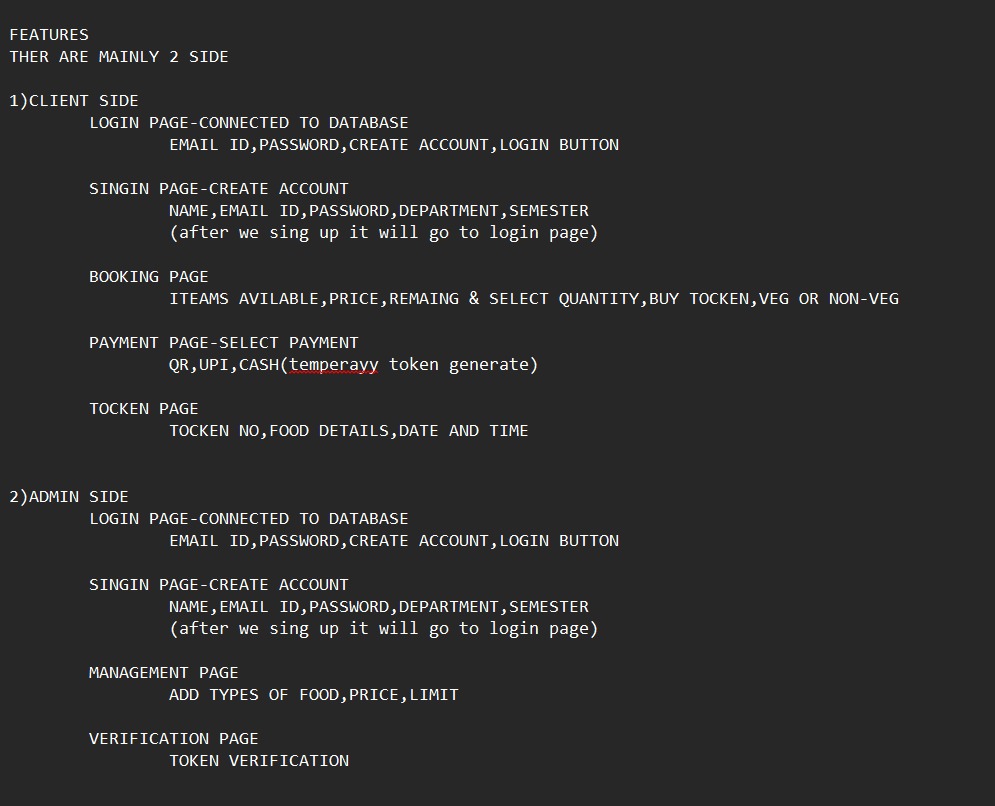 FEATURES
THER ARE MAINLY 2 SIDE
1)CLIENT SIDE
LOGIN PAGE-CONNECTED TO DATABASE
EMAIL ID,PASSWORD,CREATE ACCOUNT,LOGIN BUTTON
SINGIN PAGE-CREATE ACCOUNT
NAME,EMAIL ID,PASSWORD,DEPARTMENT,SEMESTER
(after we sing up it will go to login page)
BOOKING PAGE
ITEAMS AVILABLE,PRICE,REMAING & SELECT QUANTITY,BUY TOCKEN,VEG OR NON-VEG
PAYMENT PAGE-SELECT PAYMENT
QR,UPI,CASH(temperayy token generate)
TOCKEN PAGE
TOCKEN NO,FOOD DETAILS,DATE AND TIME
2)ADMIN SIDE
LOGIN PAGE-CONNECTED TO DATABASE
EMAIL ID,PASSWORD,CREATE ACCOUNT,LOGIN BUTTON
SINGIN PAGE-CREATE ACCOUNT
NAME,EMAIL ID,PASSWORD,DEPARTMENT,SEMESTER
(after we sing up it will go to login page)
MANAGEMENT PAGE
ADD TYPES OF FOOD,PRICE,LIMIT
VERIFICATION PAGE
TOKEN VERIFICATION